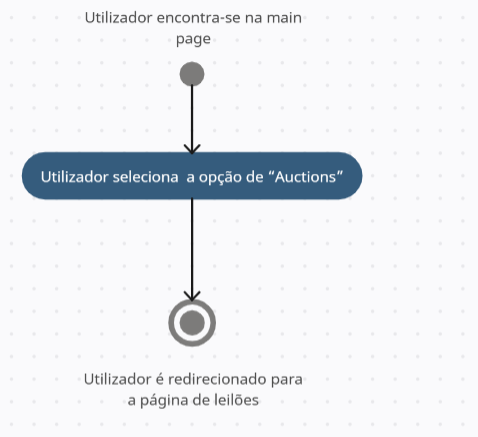 Utilizador encontra-se na main
page
Utilizador seleciona a opção de “Auctions”
Utilizador é redirecionado para
a página de leilões